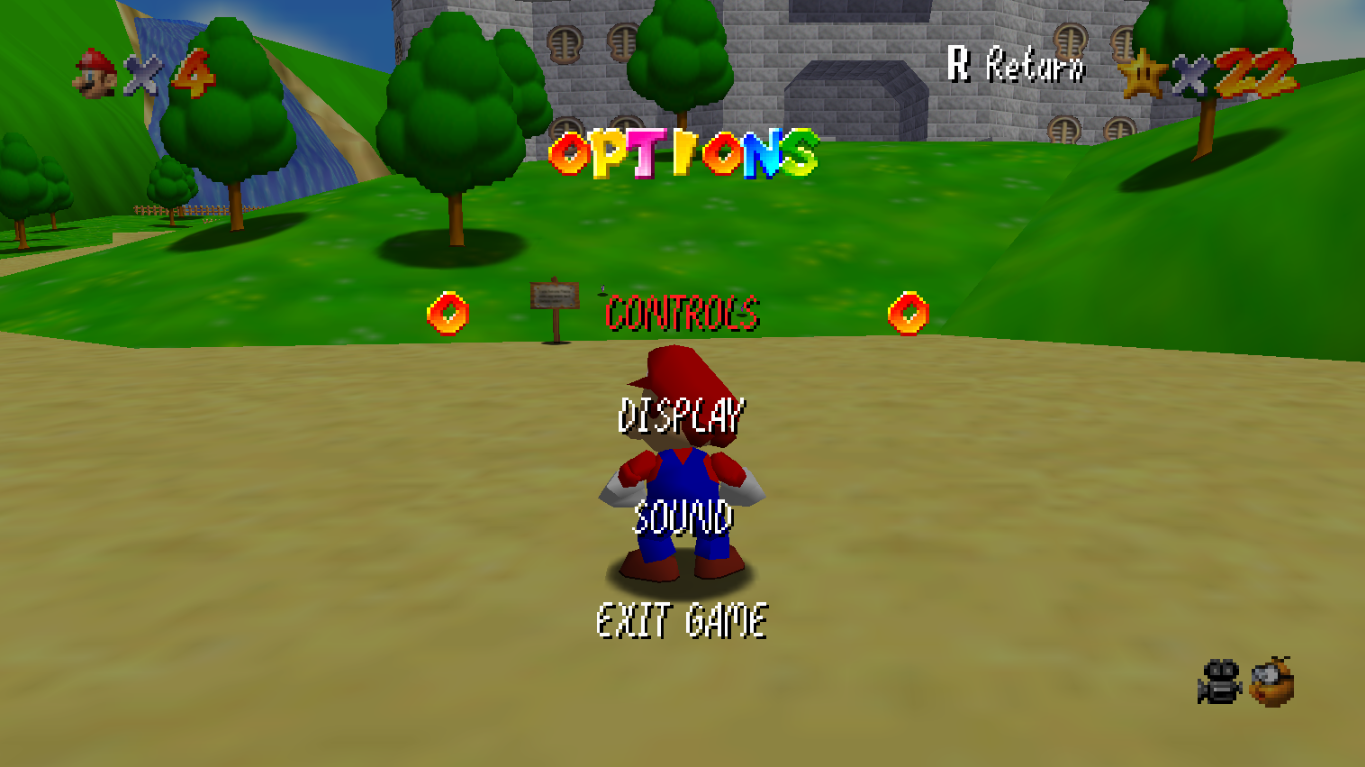 × 4
R Return
× 22
OPTIONS
CONTROLS
DISPLAY
SOUND
EXIT GAME